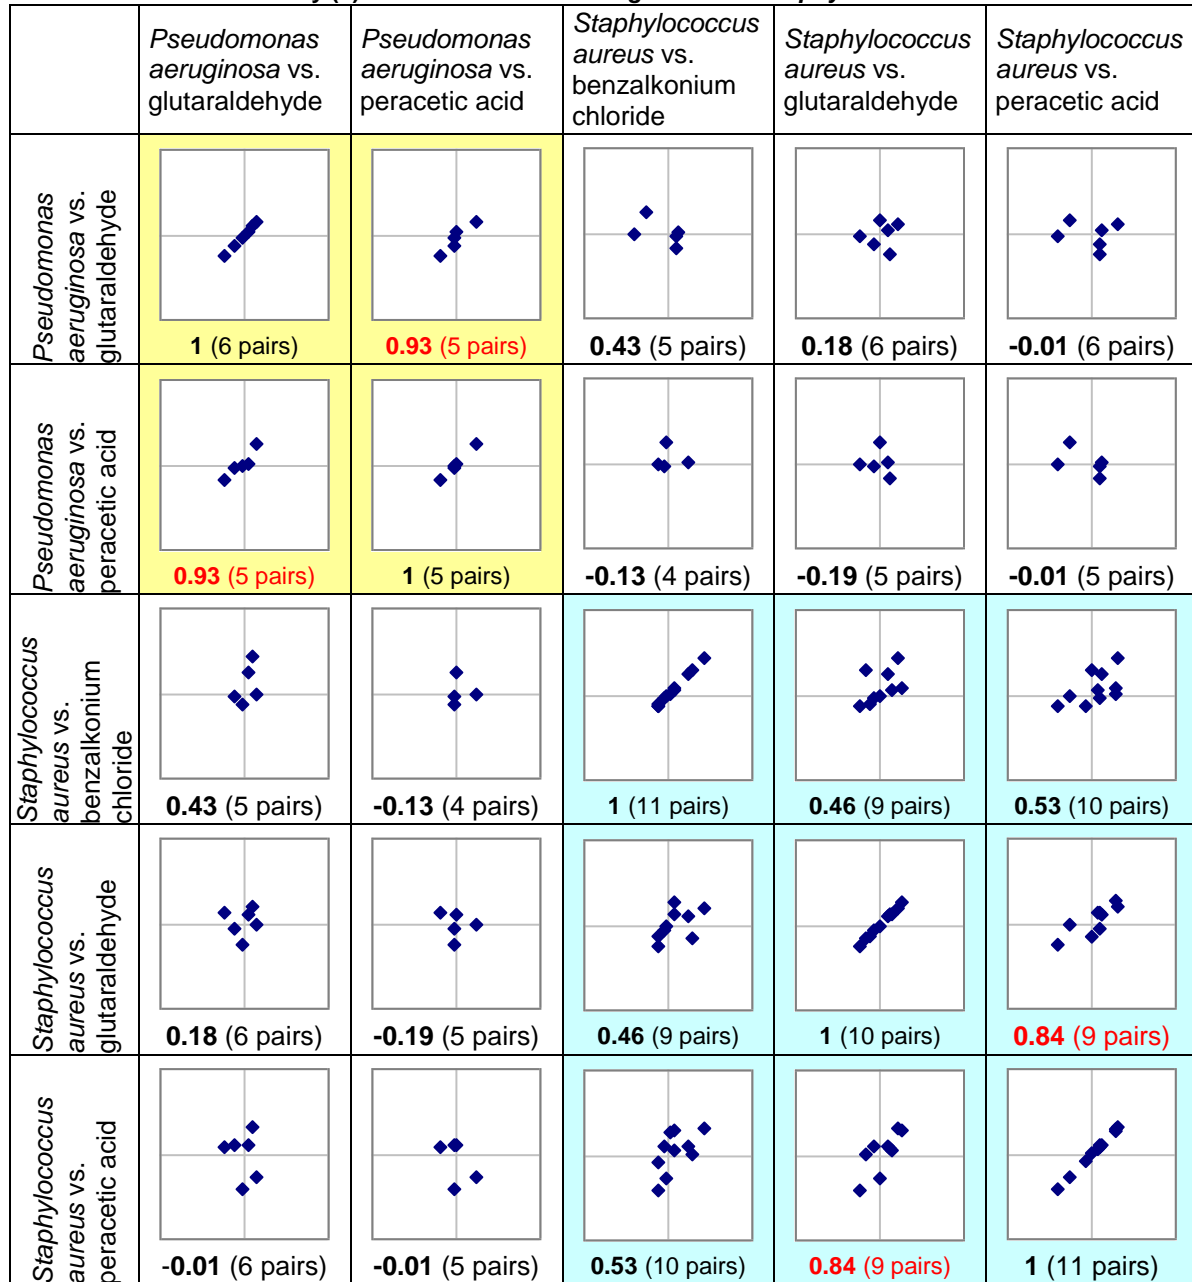 Pseudomonas
aeruginosa vs.
glutaraldehyde
Pseudomonas
aeruginosa vs.
peracetic acid
Staphylococcus
aureus vs.
benzalkonium
chloride
Staphylococcus
aureus vs.
glutaraldehyde
Staphylococcus
aureus vs.
peracetic acid
Pseudomonas
aeruginosa vs.
glutaraldehyde
1 (6 pairs)
0.93 (5 pairs)
0.43 (5 pairs)
0.18 (6 pairs)
-0.01 (6 pairs)
Pseudomonas
aeruginosa vs.
peracetic acid
0.93 (5 pairs)
1 (5 pairs)
-0.13 (4 pairs)
-0.19 (5 pairs)
-0.01 (5 pairs)
Staphylococcus
aureus vs.
benzalkonium
chloride
0.43 (5 pairs)
-0.13 (4 pairs)
1 (11 pairs)
0.46 (9 pairs)
0.53 (10 pairs)
Staphylococcus
aureus vs.
glutaraldehyde
0.18 (6 pairs)
-0.19 (5 pairs)
0.46 (9 pairs)
1 (10 pairs)
0.84 (9 pairs)
Staphylococcus
aureus vs.
peracetic acid
-0.01 (6 pairs)
-0.01 (5 pairs)
0.53 (10 pairs)
0.84 (9 pairs)
1 (11 pairs)